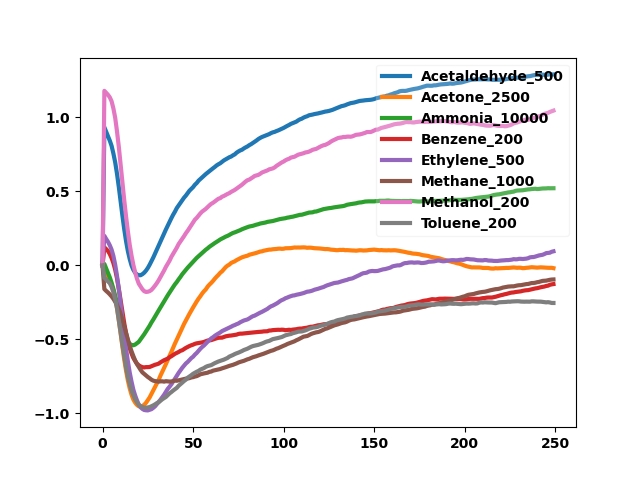 Acetaldehyde_500
Acetone_2500
Ammonia_10000
Benzene_200
Ethylene_500
Methane_1000
Methanol_200
Toluene_200
1.0
0.5
0.0
−0.5
−1.0
0 50 100 150 200 250